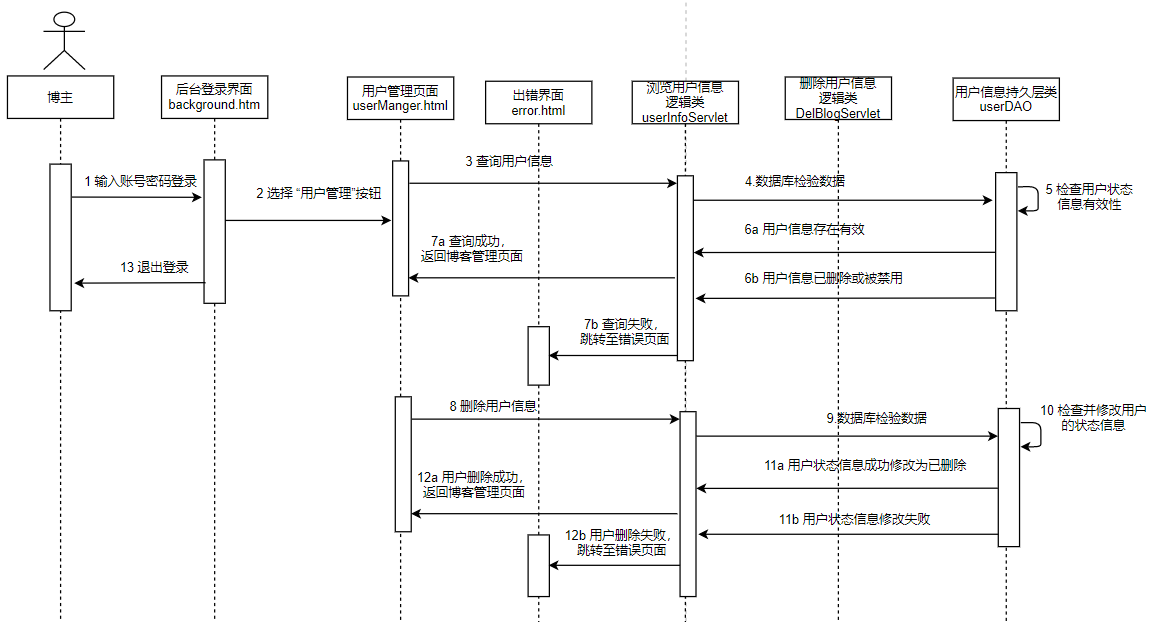 博主
后台登录界面
background.htm
用户管理页面
userManger.html
出错界面
error.html
浏览用户信息
逻辑类
userInfoServlet
删除用户信息
逻辑类
DelBlogServlet
用户信息持久层类
userDAO
1 输入账号密码登录
2 选择 “用户管理”按钮
3 查询用户信息
4.数据库检验数据
5 检查用户状态
信息有效性
6a 用户信息存在有效
7a 查询成功，
返回博客管理页面
13 退出登录
6b 用户信息已删除或被禁用
7b 查询失败，
跳转至错误页面
8 删除用户信息
9.数据库检验数据
10 检查并修改用户
的状态信息
11a 用户状态信息成功修改为已删除
12a 用户删除成功，
返回博客管理页面
11b 用户状态信息修改失败
12b 用户删除失败，
跳转至错误页面